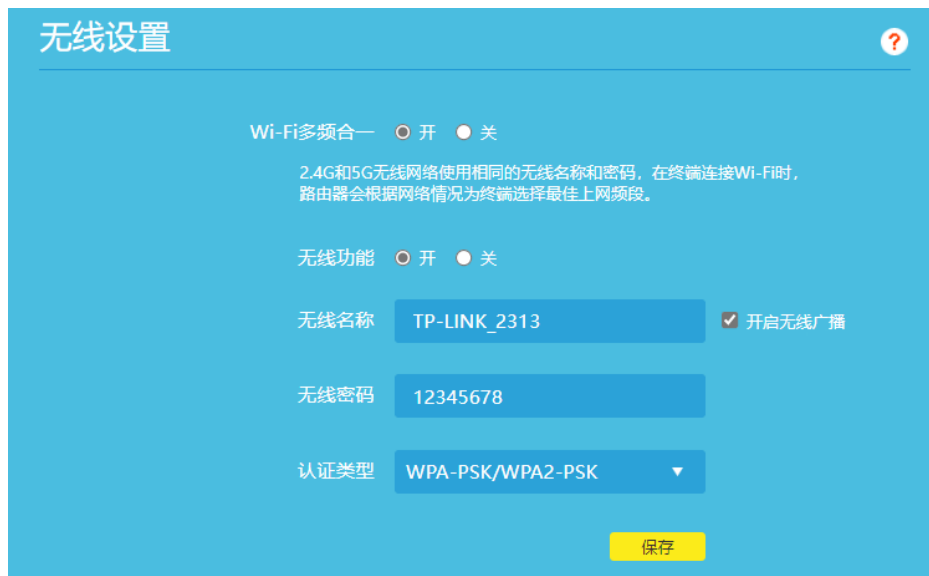 无线设置
?
Wi-Fi多频合一 开 关
2.4G和5G无线网络使用相同的无线名称和密码，在终端连接Wi-Fi时，
路由器会根据网络情况为终端选择最佳上网频段。
无线功能 开 关
无线名称 TP-LINK_2313 开启无线广播
无线密码 12345678
认证类型 WPA-PSK/WPA2-PSK
保存